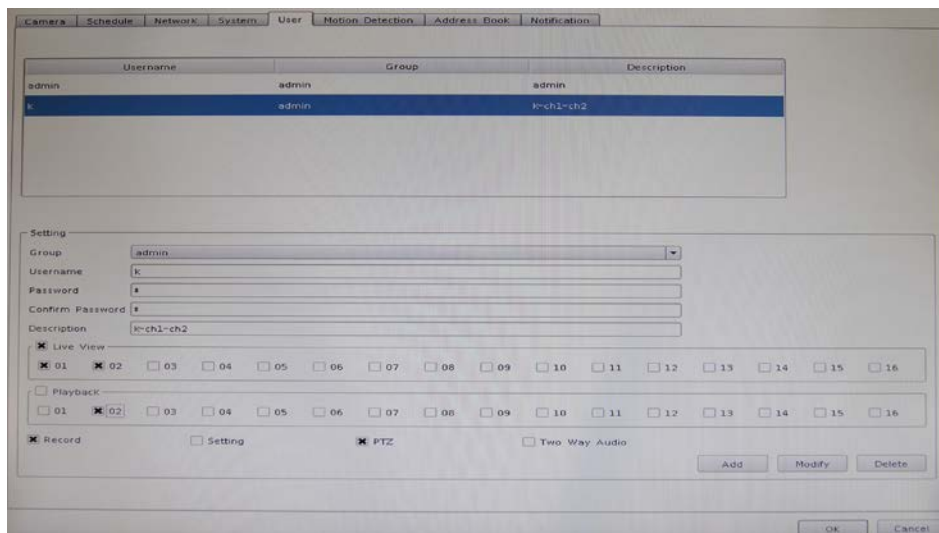 Camera Schedule Network System User Motion Detection Address Book Notification
Username Group Description
admin admin admin
k admin k-ch1-ch2
Setting
Group admin
Username k
Password *
Confirm Password *
Description k-ch1-ch2
Live View
01 02 03 04 05 06 07 08 09 10 11 12 13 14 15 16
Playback
01 02 03 04 05 06 07 08 09 10 11 12 13 14 15 16
Record Setting PTZ Two Way Audio
Add Modify Delete
OK Cancel